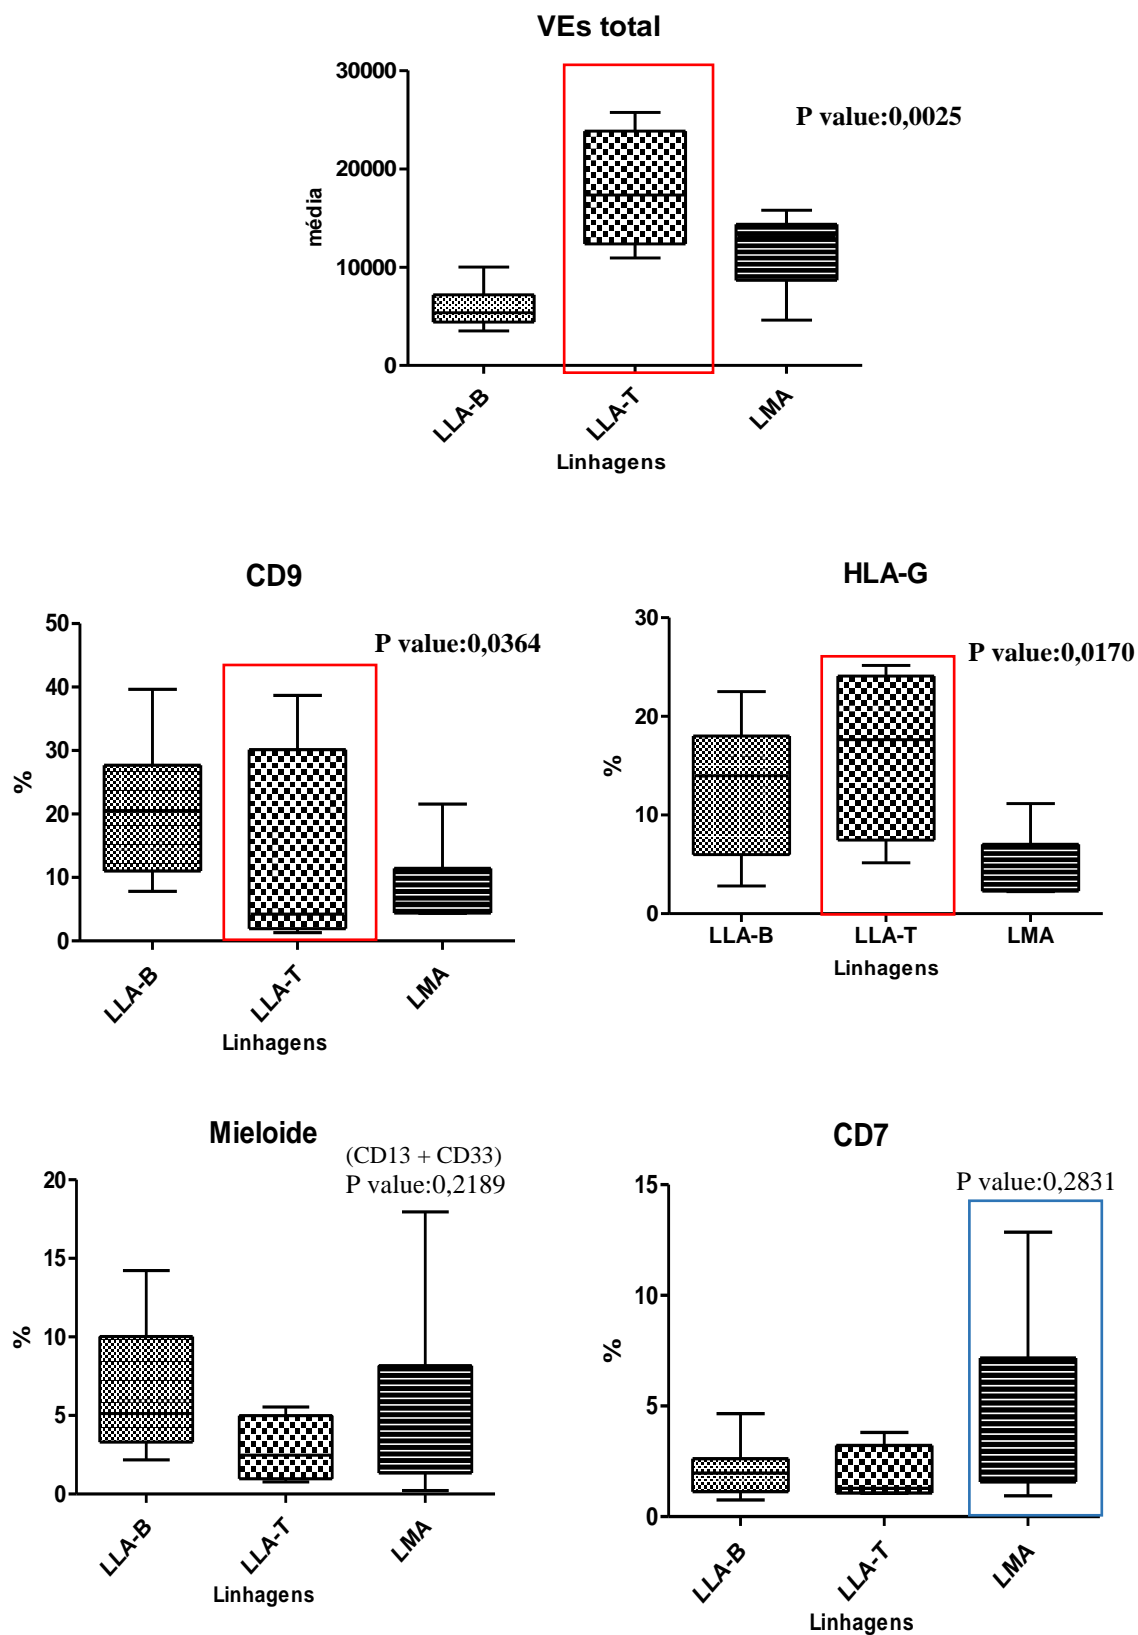 VEs total
30000
20000
10000
0
média
P value:0,0025
LLA-B
LLA-T
LMA
Linhagens
CD9
50
40
30
20
10
0
%
P value:0,0364
LLA-B
LLA-T
LMA
Linhagens
HLA-G
30
20
10
0
%
P value:0,0170
LLA-B LLA-T LMA
Linhagens
Mieloide
(CD13 + CD33)
P value:0,2189
20
15
10
5
0
%
LLA-B
LLA-T
LMA
Linhagens
CD7
P value:0,2831
15
10
5
0
%
LLA-B
LLA-T
LMA
Linhagens